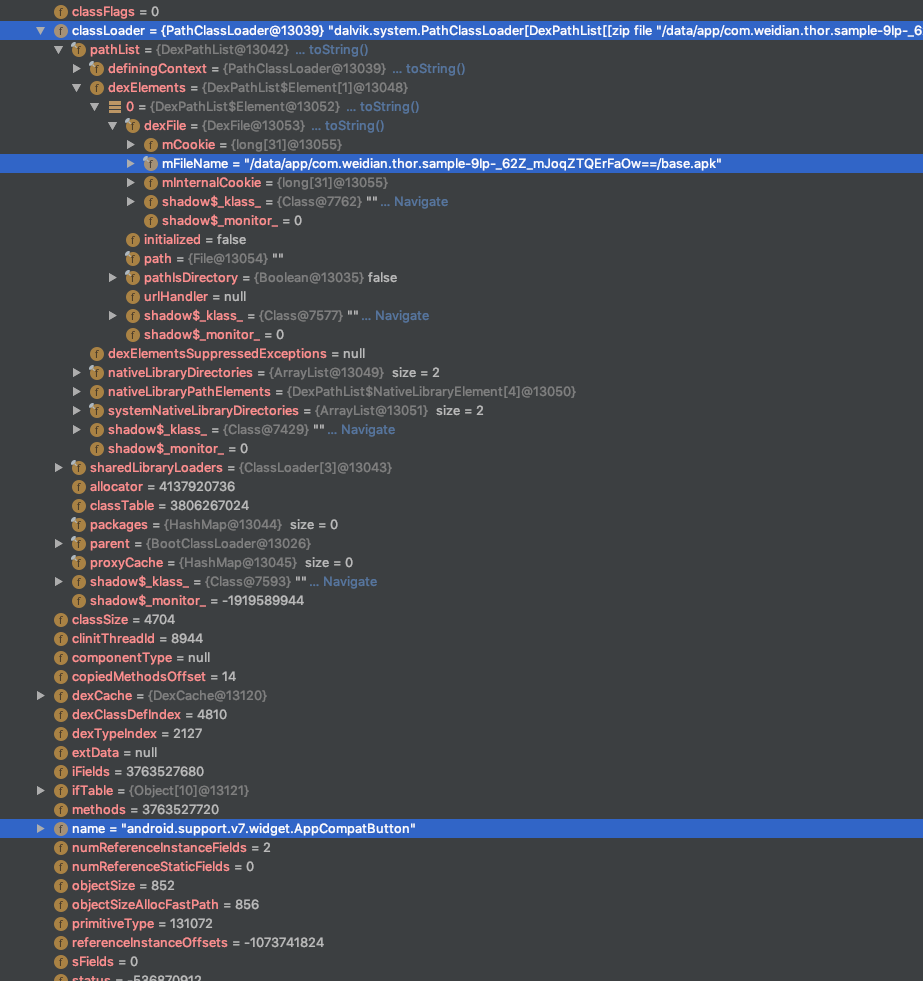 classFlags = 0
classLoader = {PathClassLoader@13039} "dalvik.system.PathClassLoader[DexPathList[[zip file "/data/app/com.weidian.thor.sample-9lp-_6
pathList = {DexPathList@13042} ... toString()
definingContext = {PathClassLoader@13039} ... toString()
dexElements = {DexPathList$Element[1]@13048}
0 = {DexPathList$Element@13052} ... toString()
dexFile = {DexFile@13053} ... toString()
mCookie = {long[31]@13055}
mFileName = "/data/app/com.weidian.thor.sample-9lp-_62Z_mJoqZTQErFaOw==/base.apk"
mInternalCookie = {long[31]@13055}
shadow$_klass_ = {Class@7762} "" ... Navigate
shadow$_monitor_ = 0
initialized = false
path = {File@13054} ""
pathIsDirectory = {Boolean@13035} false
urlHandler = null
shadow$_klass_ = {Class@7577} "" ... Navigate
shadow$_monitor_ = 0
dexElementsSuppressedExceptions = null
nativeLibraryDirectories = {ArrayList@13049} size = 2
nativeLibraryPathElements = {DexPathList$NativeLibraryElement[4]@13050}
systemNativeLibraryDirectories = {ArrayList@13051} size = 2
shadow$_klass_ = {Class@7429} "" ... Navigate
shadow$_monitor_ = 0
sharedLibraryLoaders = {ClassLoader[3]@13043}
allocator = 4137920736
classTable = 3806267024
packages = {HashMap@13044} size = 0
parent = {BootClassLoader@13026}
proxyCache = {HashMap@13045} size = 0
shadow$_klass_ = {Class@7593} "" ... Navigate
shadow$_monitor_ = -1919589944
classSize = 4704
clinitThreadId = 8944
componentType = null
copiedMethodsOffset = 14
dexCache = {DexCache@13120}
dexClassDefIndex = 4810
dexTypeIndex = 2127
extData = null
iFields = 3763527680
ifTable = {Object[10]@13121}
methods = 3763527720
name = "android.support.v7.widget.AppCompatButton"
numReferenceInstanceFields = 2
numReferenceStaticFields = 0
objectSize = 852
objectSizeAllocFastPath = 856
primitiveType = 131072
referenceInstanceOffsets = -1073741824
sFields = 0
status = -536870912